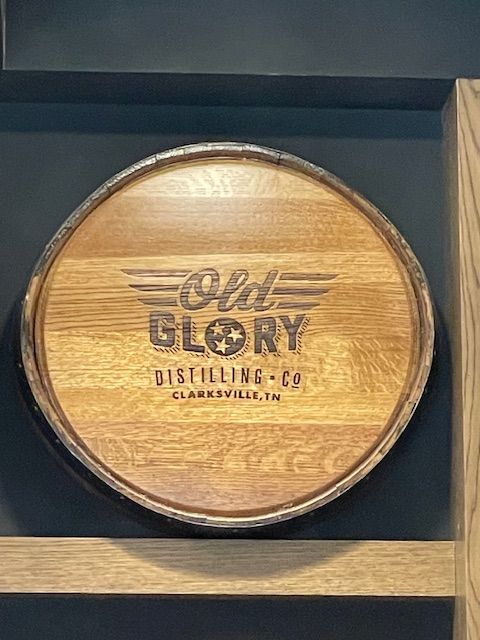 Old
GLORY
DISTILLING • Co
CLARKSVILLE, TN